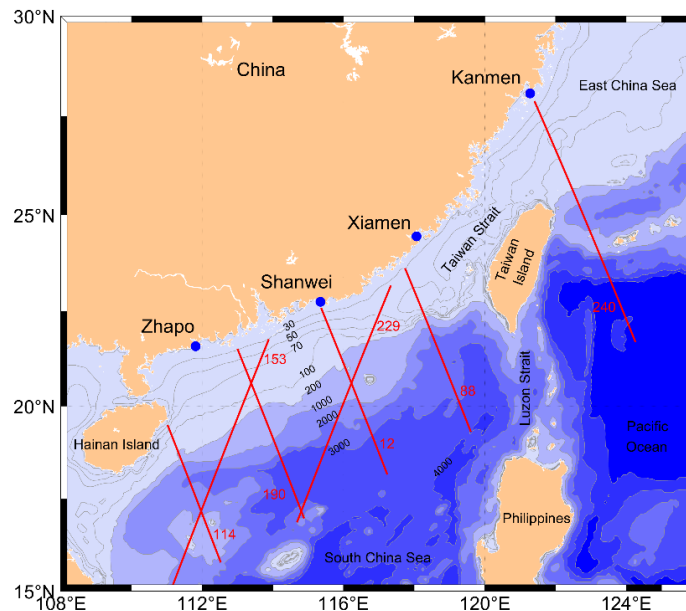 30°N
China
Kanmen
East China Sea
25°N
Xiamen
Taiwan Strait
Taiwan
Island
Shanwei
240
229
Zhapo
30
50
70
153
100
200
1000
2000
3000
20°N
88
Luzon Strait
Hainan Island
12
4000
Pacific
Ocean
190
114
Philippines
South China Sea
15°N
108°E
112°E
116°E
120°E
124°E